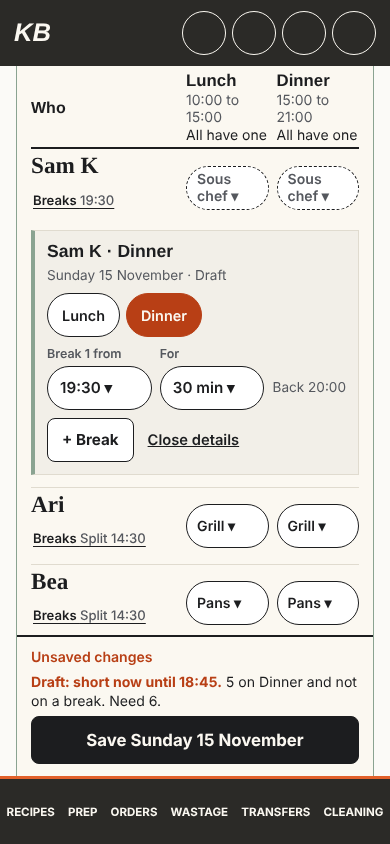 KB
Who
Lunch
10:00 to
15:00
All have one
Dinner
15:00 to
21:00
All have one
Sam K
Breaks 19:30
Sous
chef ▾
Sous
chef ▾
Sam K · Dinner
Sunday 15 November · Draft
Lunch
Dinner
Break 1 from
For
19:30 ▾
30 min ▾
Back 20:00
+ Break
Close details
Ari
Breaks Split 14:30
Grill ▾
Grill ▾
Bea
Breaks Split 14:30
Pans ▾
Pans ▾
Unsaved changes
Draft: short now until 18:45. 5 on Dinner and not
on a break. Need 6.
Save Sunday 15 November
RECIPES PREP ORDERS WASTAGE TRANSFERS CLEANING